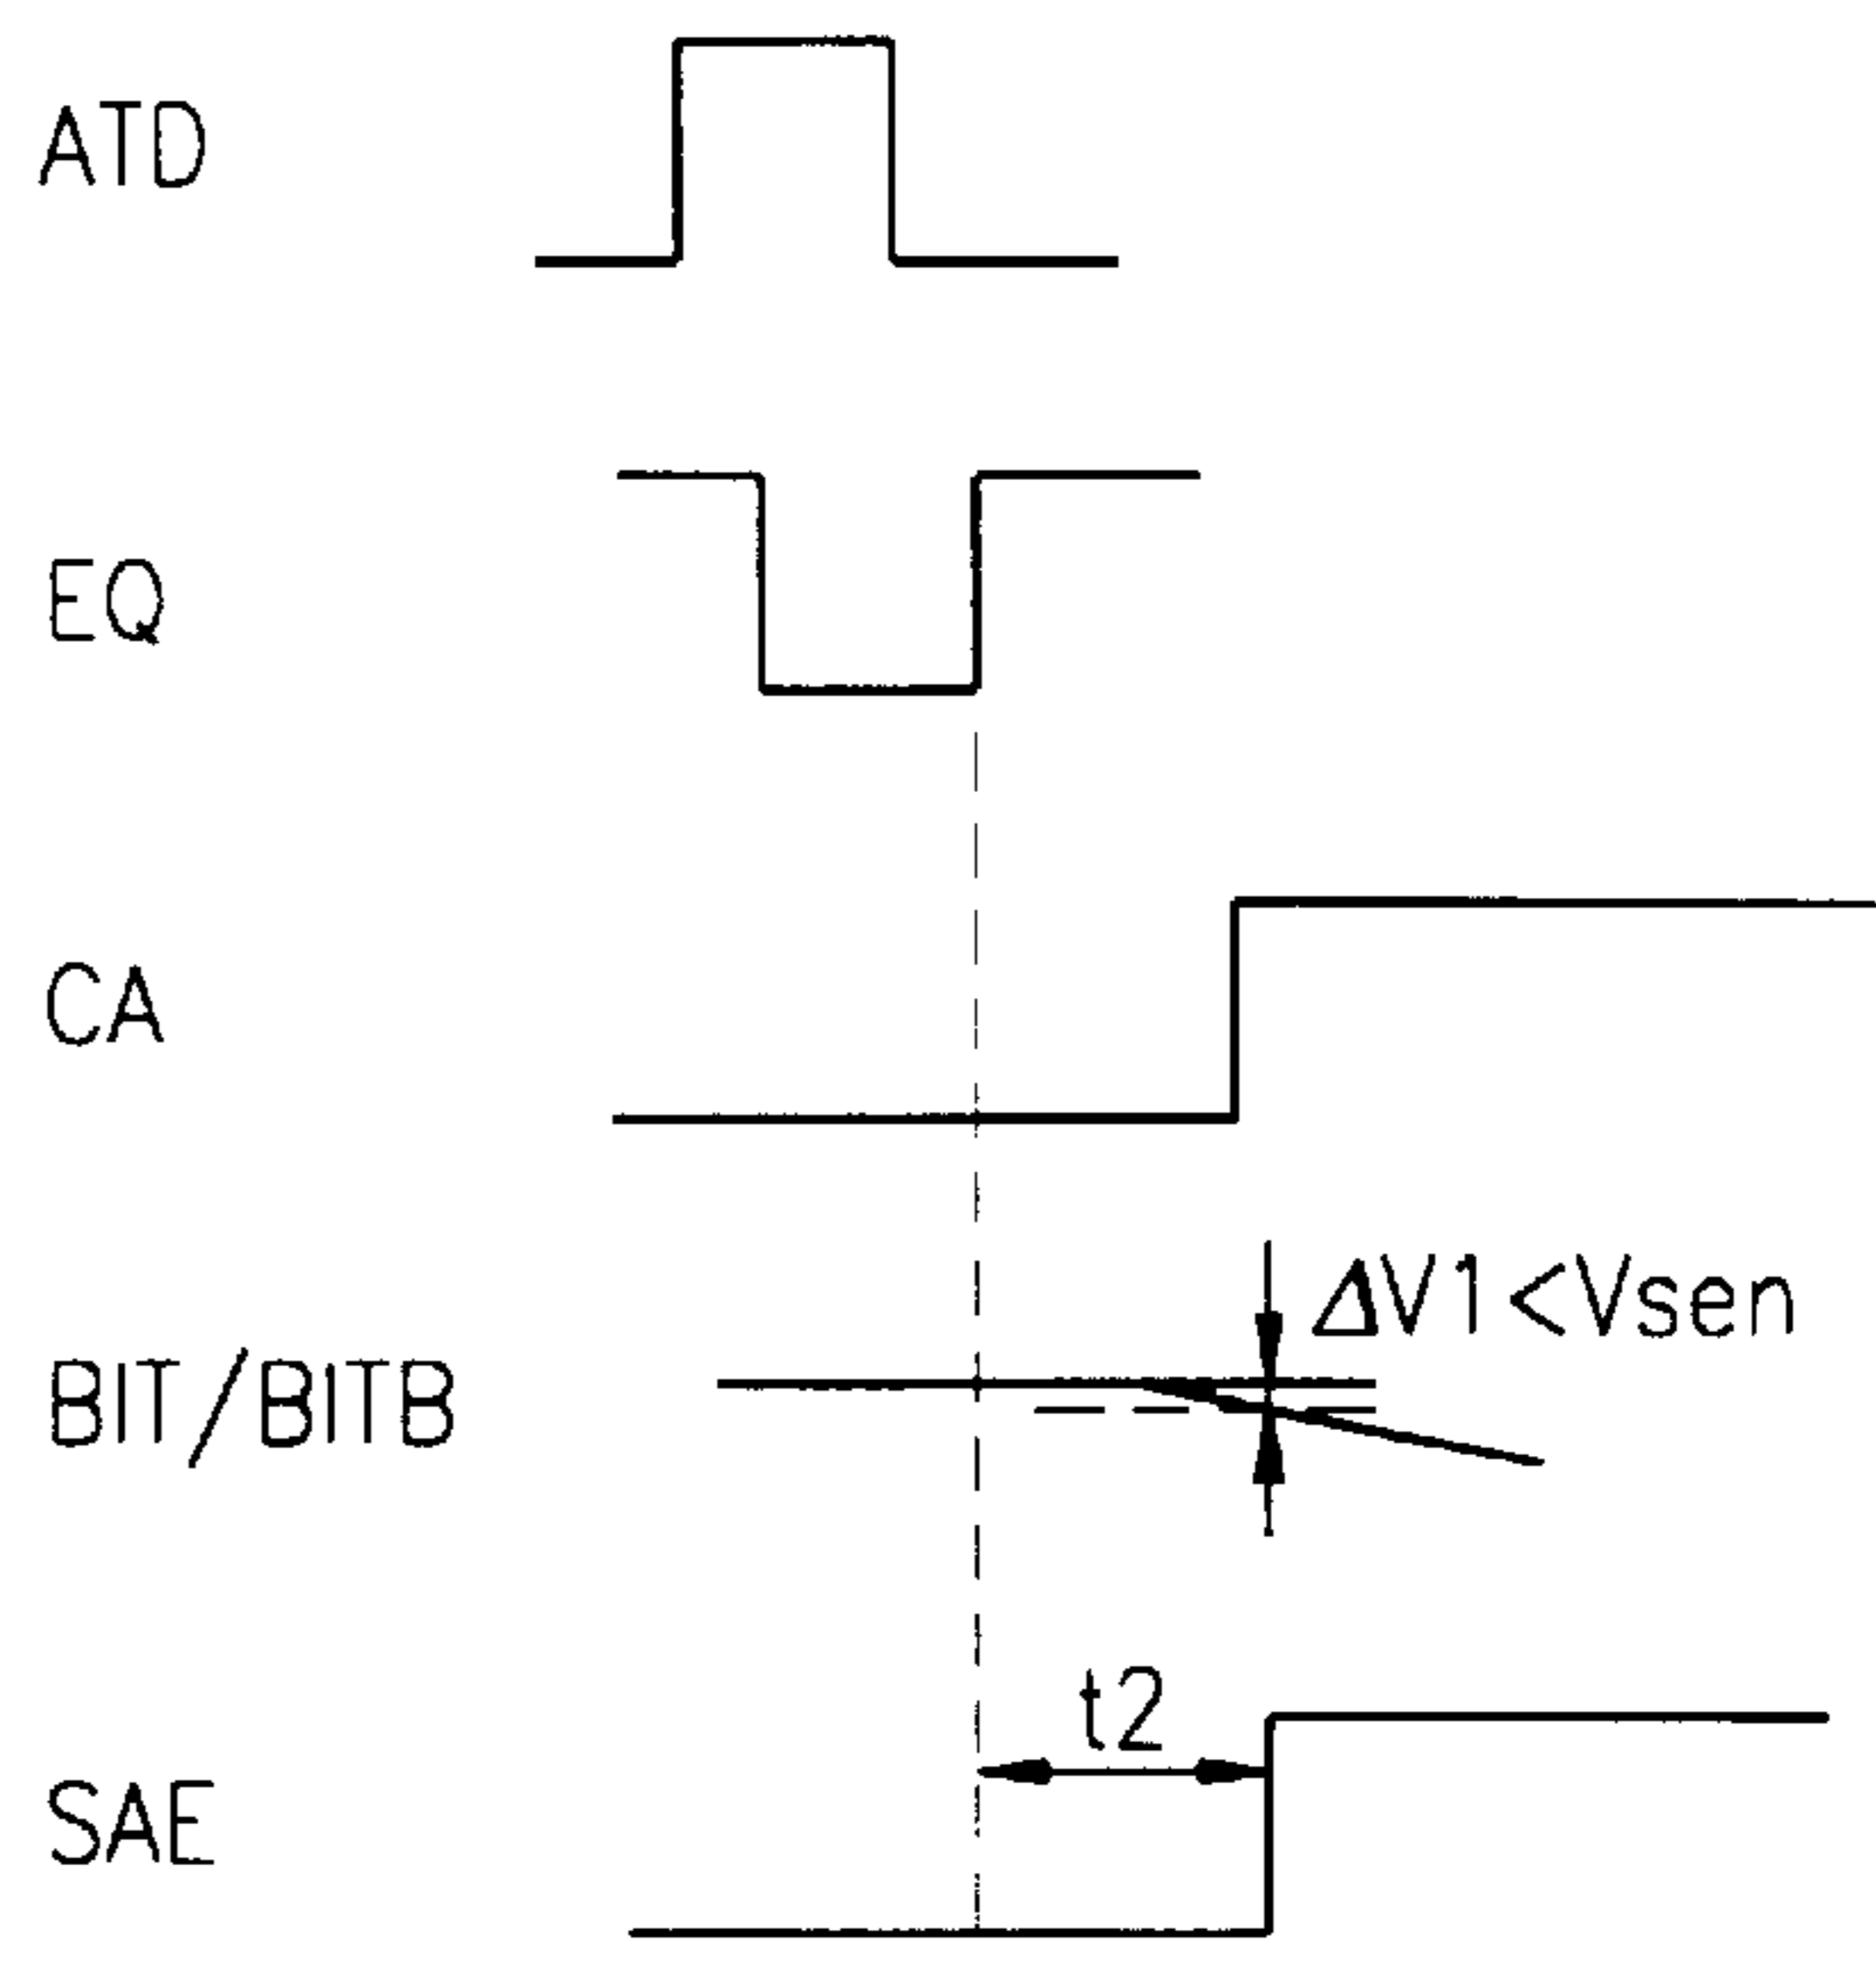 ATD
EQ
CA
ΔV1<Vsen
BIT/BITB
t2
SAE